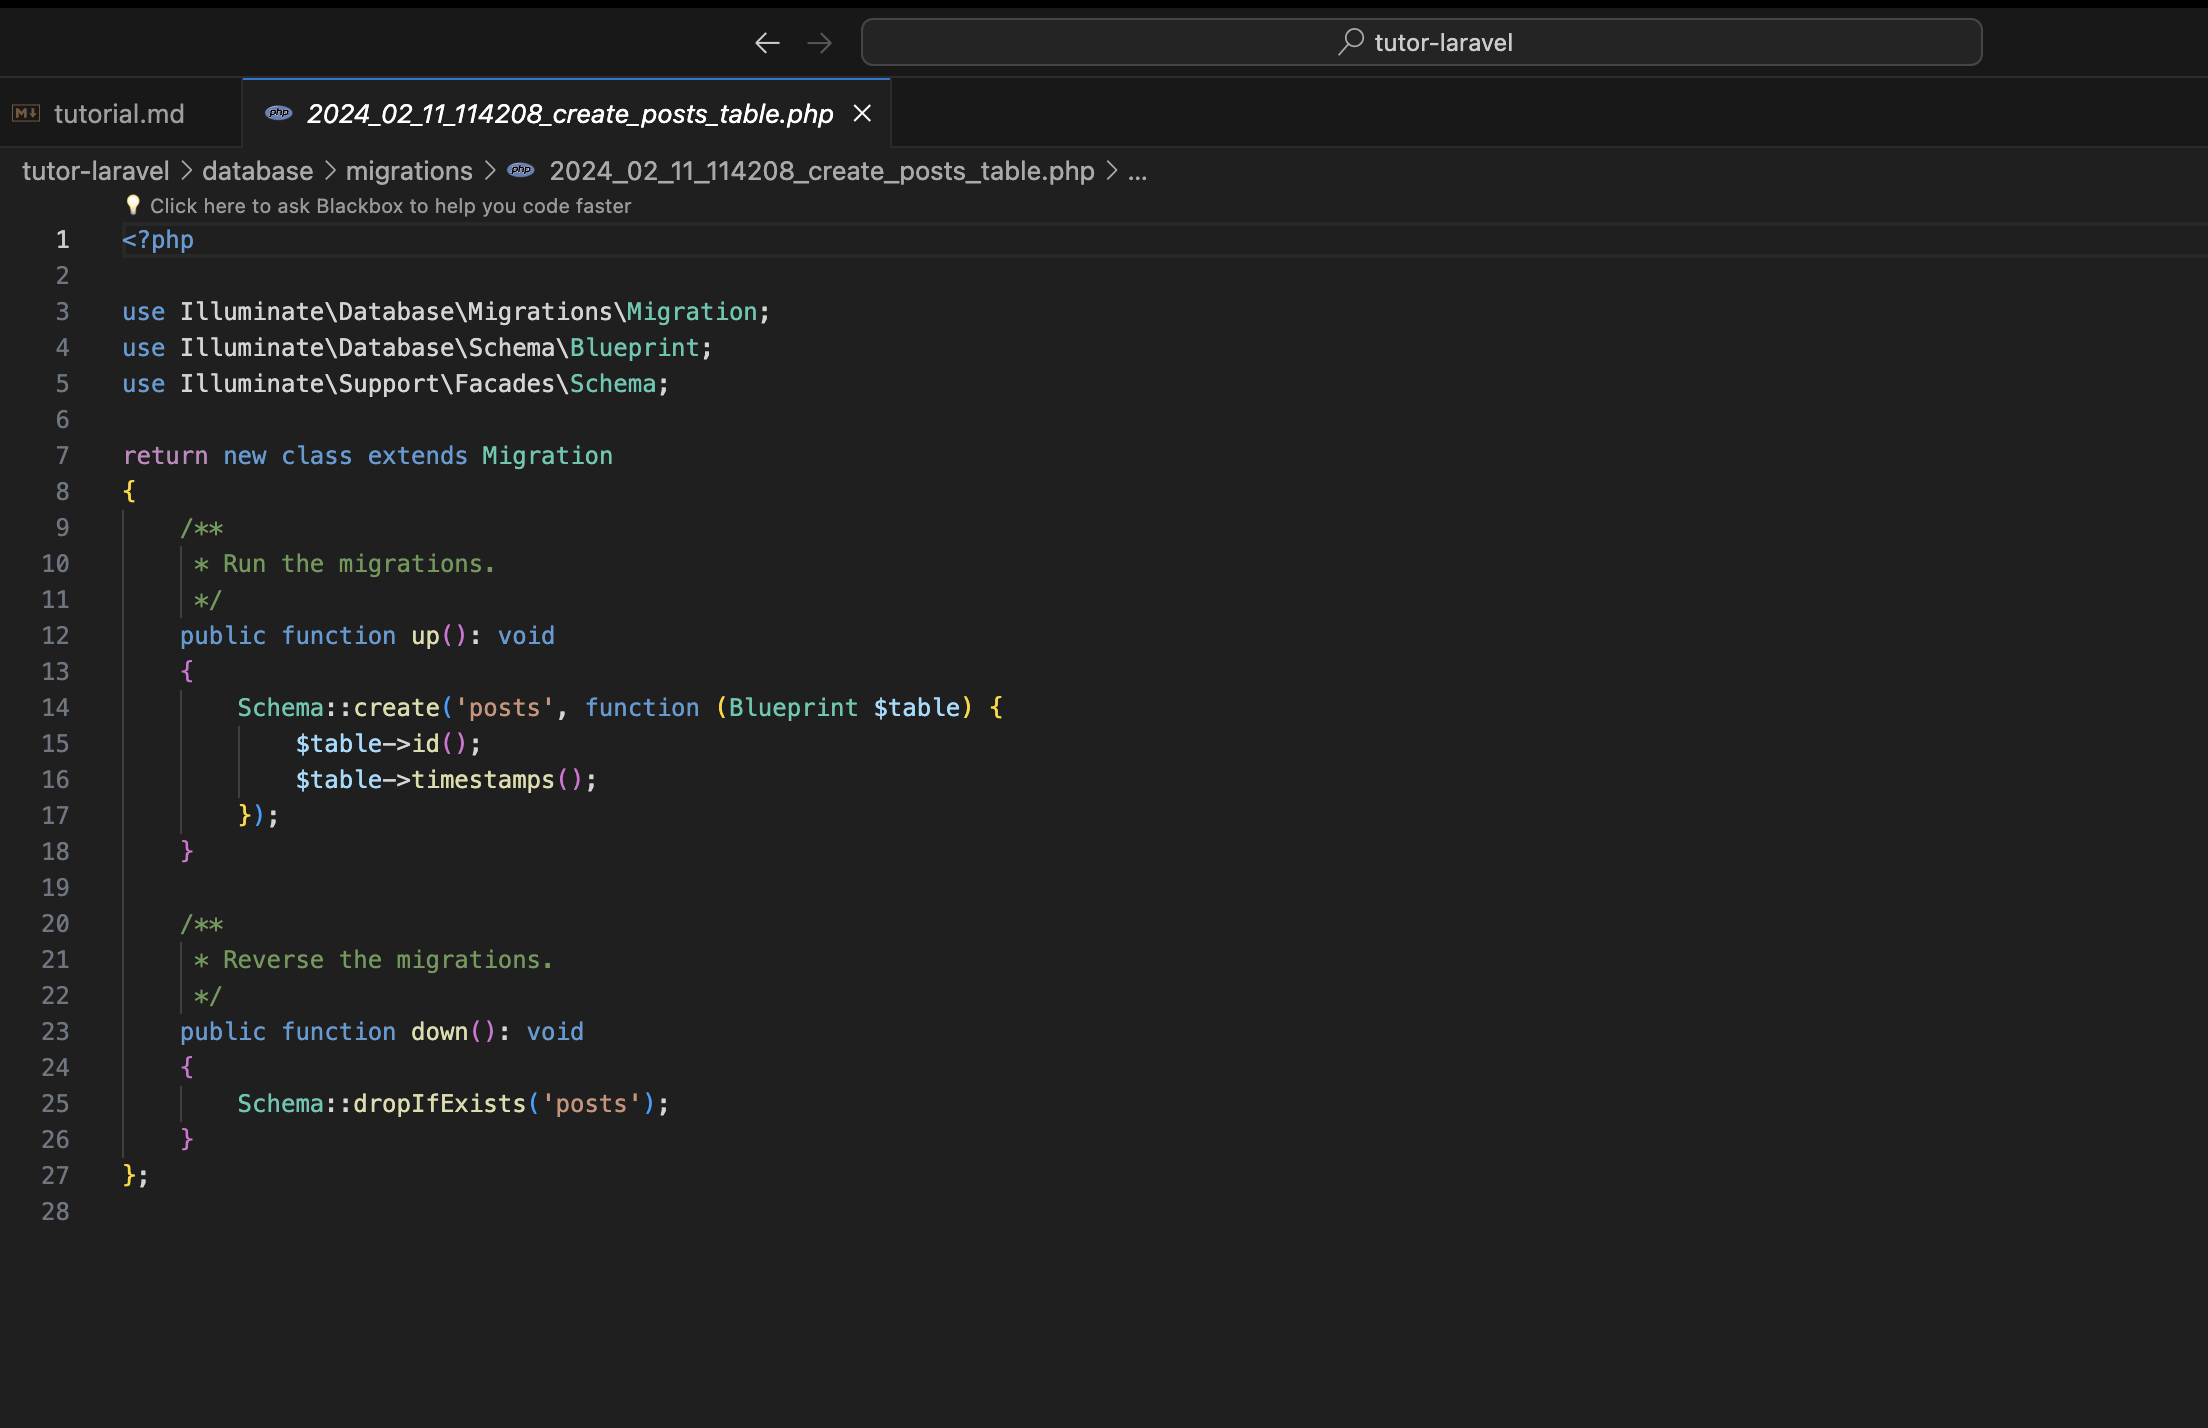 tutor-laravel
tutorial.md
php 2024_02_11_114208_create_posts_table.php
tutor-laravel > database > migrations > php 2024_02_11_114208_create_posts_table.php > ...
Click here to ask Blackbox to help you code faster
1 <?php
2
3 use Illuminate\Database\Migrations\Migration;
4 use Illuminate\Database\Schema\Blueprint;
5 use Illuminate\Support\Facades\Schema;
6
7 return new class extends Migration
8 {
9     /**
10      * Run the migrations.
11      */
12     public function up(): void
13     {
14         Schema::create('posts', function (Blueprint $table) {
15             $table->id();
16             $table->timestamps();
17         });
18     }
19
20     /**
21      * Reverse the migrations.
22      */
23     public function down(): void
24     {
25         Schema::dropIfExists('posts');
26     }
27 };
28